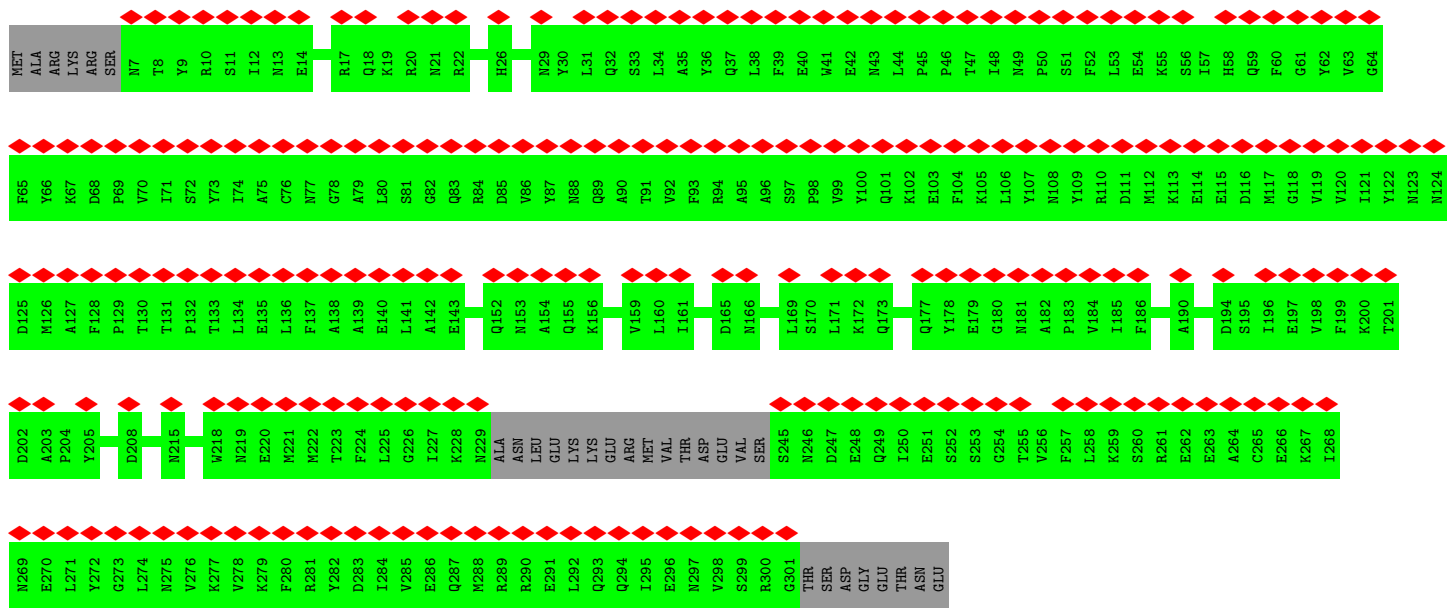 MET ALA ARG LYS ARG SER N7 T8 Y9 R10 S11 I12 N13 E14 R17 Q18 K19 R20 N21 R22 H26 N29 Y30 L31 Q32 S33 L34 A35 Y36 Q37 L38 F39 E40 W41 E42 N43 L44 P45 P46 T47 I48 N49 P50 S51 F52 L53 E54 K55 S56 I57 H58 Q59 F60 G61 Y62 V63 G64
F65 Y66 K67 D68 P69 V70 I71 S72 Y73 I74 A75 C76 N77 G78 A79 L80 S81 G82 Q83 R84 D85 V86 Y87 N88 Q89 A90 T91 V92 F93 R94 A95 A96 S97 P98 V99 Y100 Q101 K102 E103 F104 K105 L106 Y107 N108 Y109 R110 D111 M112 K113 E114 E115 D116 M117 G118 V119 V120 I121 Y122 N123 N124
D125 M126 A127 F128 P129 T130 T131 P132 T133 L134 E135 L136 F137 A138 A139 E140 L141 A142 E143 Q152 N153 A154 Q155 K156 V159 L160 I161 D165 N166 L169 S170 L171 K172 Q173 Q177 Y178 E179 G180 N181 A182 P183 V184 I185 F186 A190 D194 S195 I196 E197 V198 F199 K200 T201
D202 A203 P204 Y205 D208 N215 W218 N219 E220 M221 M222 T223 F224 L225 G226 I227 K228 N229 ALA ASN LEU GLU LYS LYS GLU ARG MET VAL THR ASP GLU VAL SER S245 N246 D247 E248 Q249 I250 E251 S252 S253 G254 T255 V256 F257 L258 K259 S260 R261 E262 E263 A264 C265 E266 K267 I268
N269 E270 L271 Y272 G273 L274 N275 V276 K277 V278 K279 F280 R281 Y282 D283 I284 V285 E286 Q287 M288 R289 R290 E291 L292 Q293 Q294 I295 E296 N297 V298 S299 R300 G301 THR SER ASP GLY GLU THR ASN GLU